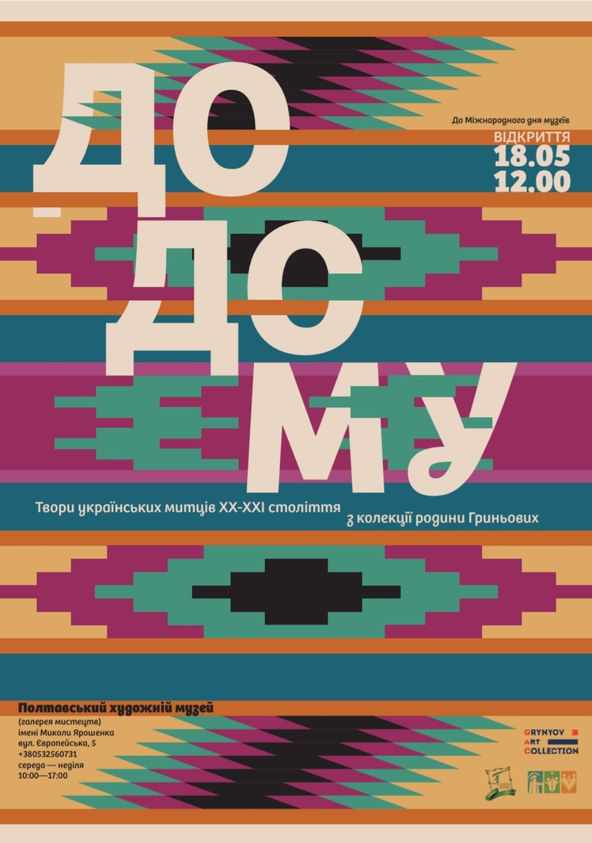 До Міжнародного дня музеїв
ВІДКРИТТЯ
18.05
12.00
ДО
ДО
МУ
Твори українських митців XX-XXI століття
з колекції родини Гриньових
Полтавський художній музей
(галерея мистецтв)
імені Миколи Ярошенка
вул. Європейська, 5
+380532560731
середа — неділя
10:00—17:00
GRYNYOV
ART
COLLECTION